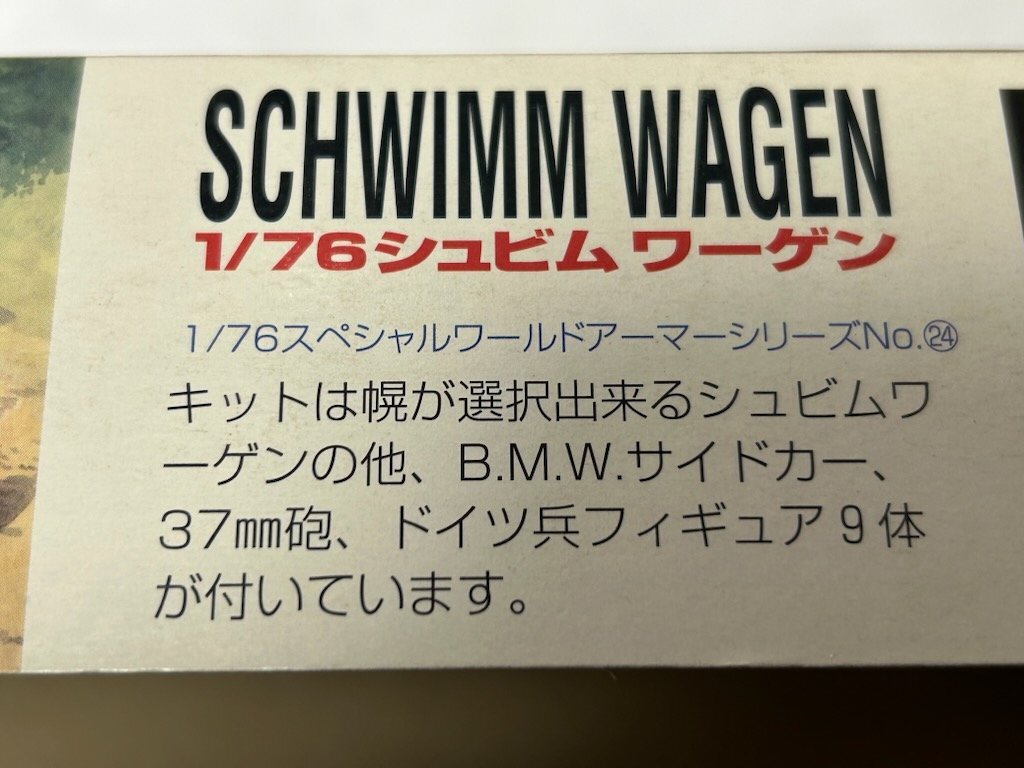 SCHWIMM WAGEN
1/76シュビム ワーゲン
1/76スペシャルワールドアーマーシリーズNo.㉔
キットは幌が選択出来るシュビムワ
ーゲンの他、B.M.W.サイドカー、
37㎜砲、ドイツ兵フィギュア9体
が付いています。